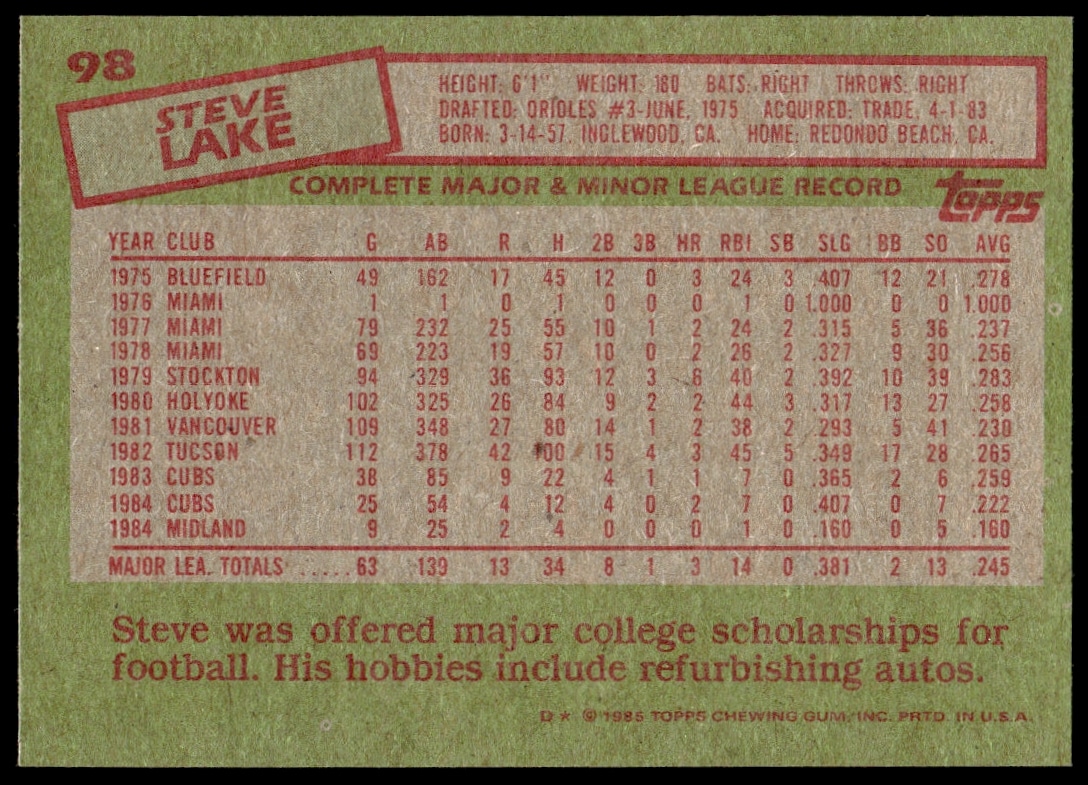 98
STEVE
LAKE
HEIGHT: 6'1" WEIGHT: 180 BATS: RIGHT THROWS: RIGHT
DRAFTED: ORIOLES #3-JUNE, 1975 ACQUIRED: TRADE, 4-1-83
BORN: 3-14-57, INGLEWOOD, CA. HOME: REDONDO BEACH, CA.
COMPLETE MAJOR & MINOR LEAGUE RECORD
topps
YEAR CLUB G AB R H 2B 3B HR RBI SB SLG BB SO AVG
1975 BLUEFIELD 49 162 17 45 12 0 3 24 3 .407 12 21 .278
1976 MIAMI 1 1 0 1 0 0 0 1 0 1.000 0 0 1.000
1977 MIAMI 79 232 25 55 10 1 2 24 2 .315 5 36 .237
1978 MIAMI 69 223 19 57 10 0 2 26 2 .327 9 30 .256
1979 STOCKTON 94 329 36 93 12 3 6 40 2 .392 10 39 .283
1980 HOLYOKE 102 325 26 84 9 2 2 44 3 .317 13 27 .258
1981 VANCOUVER 109 348 27 80 14 1 2 38 2 .293 5 41 .230
1982 TUCSON 112 378 42 100 15 4 3 45 5 .349 17 28 .265
1983 CUBS 38 85 9 22 4 1 1 7 0 .365 2 6 .259
1984 CUBS 25 54 4 12 4 0 2 7 0 .407 0 7 .222
1984 MIDLAND 9 25 2 4 0 0 0 1 0 .160 0 5 .160
MAJOR LEA. TOTALS ..... 63 139 13 34 8 1 3 14 0 .381 2 13 .245
Steve was offered major college scholarships for
football. His hobbies include refurbishing autos.
D * © 1985 TOPPS CHEWING GUM, INC. PRTD. IN U.S.A.